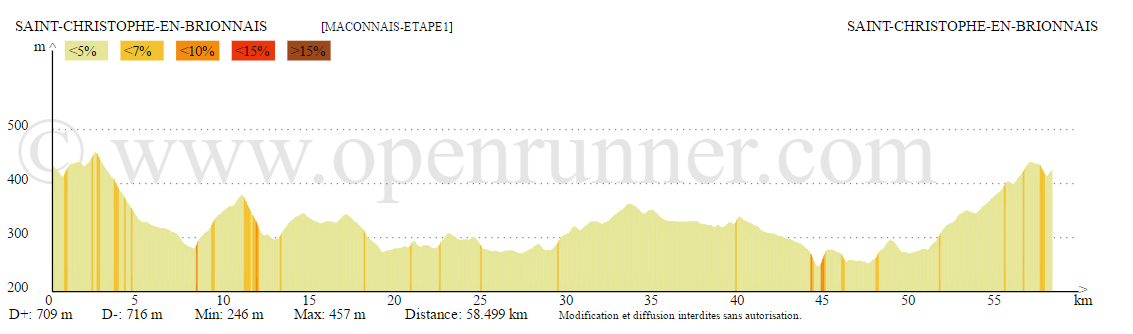 SAINT-CHRISTOPHE-EN-BRIONNAIS [MACONNAIS-ETAPE1] SAINT-CHRISTOPHE-EN-BRIONNAIS
m ^ <5% <7% <10% <15% >15%
500
© www.openrunner.com
400
300
200
0 5 10 15 20 25 30 35 40 45 50 55 km
D+: 709 m D-: 716 m Min: 246 m Max: 457 m Distance: 58.499 km Modification et diffusion interdites sans autorisation.